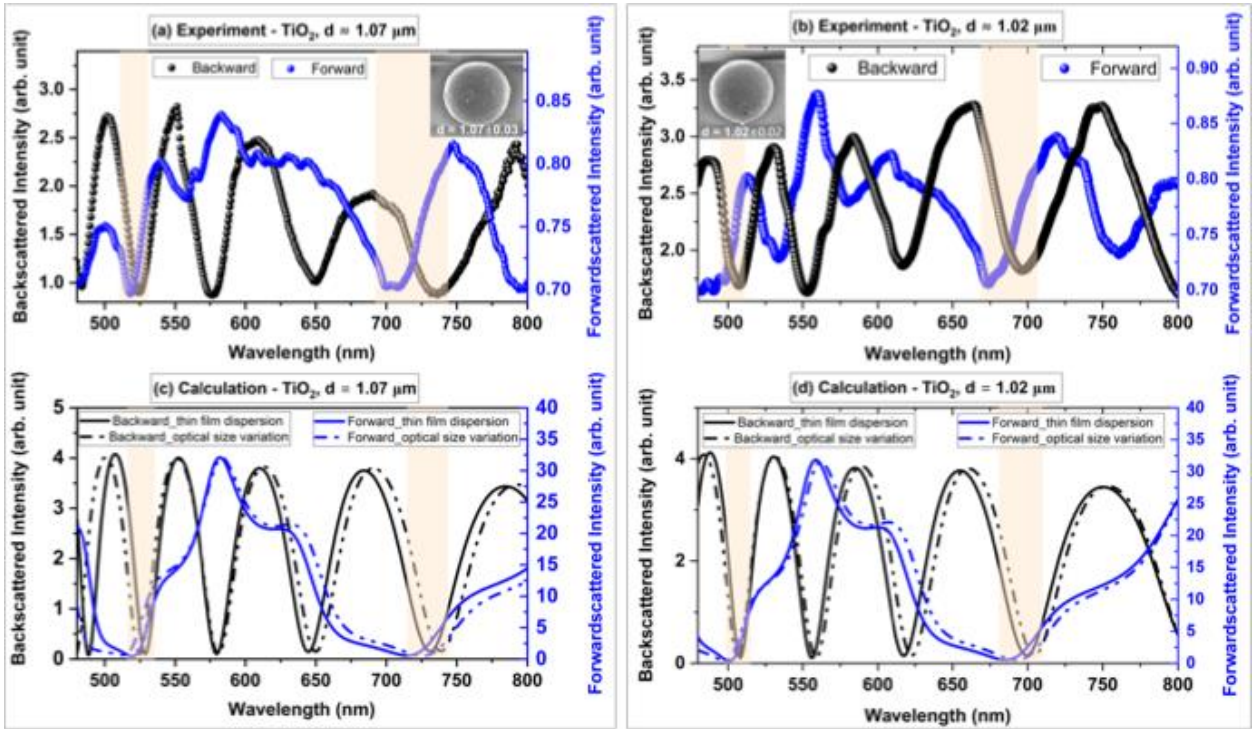 (a) Experiment - TiO₂, d ≈ 1.07 μm
Backward Forward
d = 1.07±0.03
Backscattered Intensity (arb. unit)
3.0
2.5
2.0
1.5
1.0
Forwardscattered Intensity (arb. unit)
0.85
0.80
0.75
0.70
500 550 600 650 700 750 800
Wavelength (nm)
(b) Experiment - TiO₂, d ≈ 1.02 μm
Backward Forward
d = 1.02±0.02
Backscattered Intensity (arb. unit)
3.5
3.0
2.5
2.0
Forwardscattered Intensity (arb. unit)
0.90
0.85
0.80
0.75
0.70
500 550 600 650 700 750 800
Wavelength (nm)
(c) Calculation - TiO₂, d = 1.07 μm
Backward_thin film dispersion Forward_thin film dispersion
Backward_optical size variation Forward_optical size variation
Backscattered Intensity (arb. unit)
5
4
3
2
1
0
Forwardscattered Intensity (arb. unit)
40
35
30
25
20
15
10
5
0
500 550 600 650 700 750 800
Wavelength (nm)
(d) Calculation - TiO₂, d = 1.02 μm
Backward_thin film dispersion Forward_thin film dispersion
Backward_optical size variation Forward_optical size variation
Backscattered Intensity (arb. unit)
4
2
0
Forwardscattered Intensity (arb. unit)
40
35
30
25
20
15
10
5
0
500 550 600 650 700 750 800
Wavelength (nm)